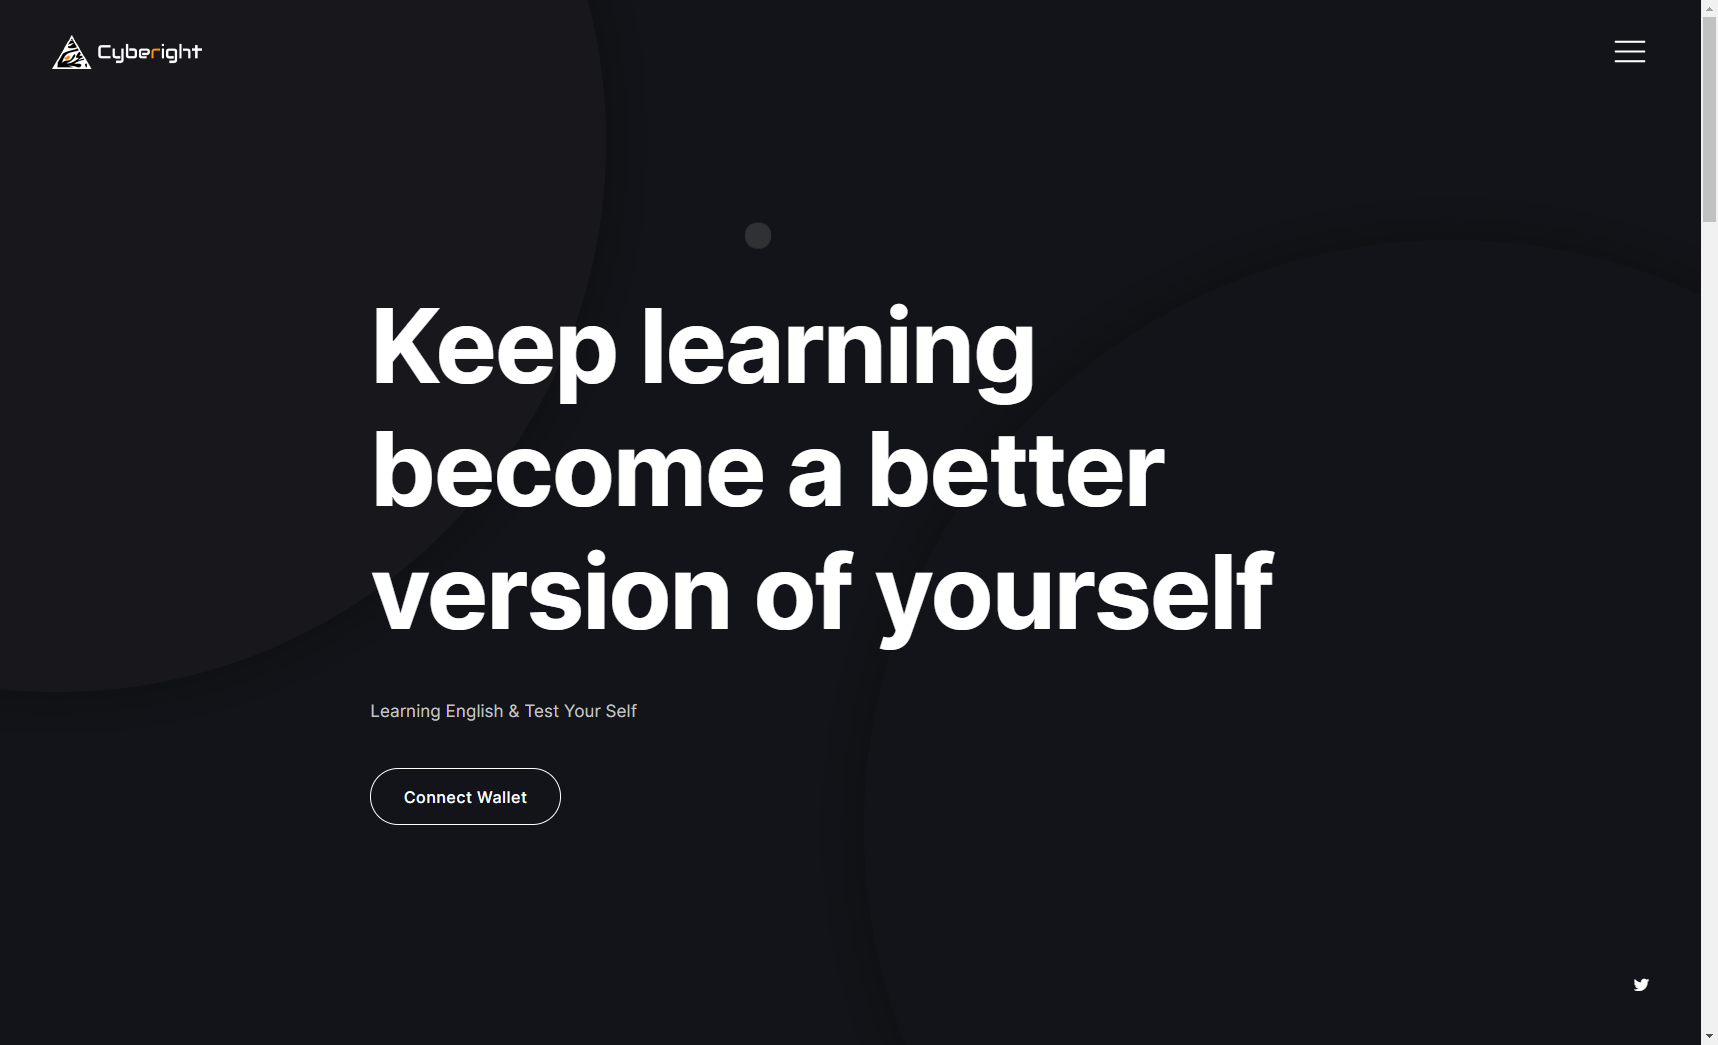 Cyberight
Keep learning
become a better
version of yourself
Learning English & Test Your Self
Connect Wallet